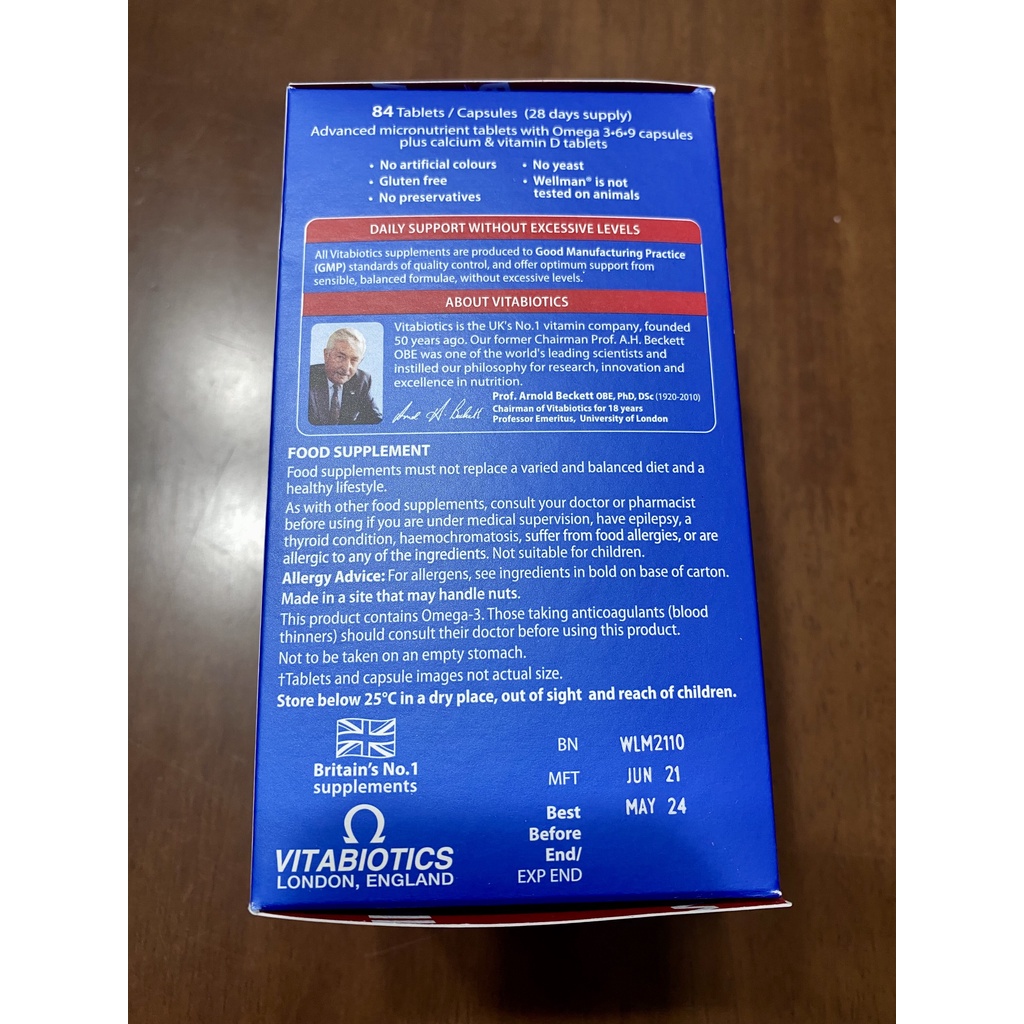 84 Tablets / Capsules (28 days supply)
Advanced micronutrient tablets with Omega 3•6•9 capsules
plus calcium & vitamin D tablets
• No artificial colours
• Gluten free
• No preservatives
• No yeast
• Wellman® is not
tested on animals
DAILY SUPPORT WITHOUT EXCESSIVE LEVELS
All Vitabiotics supplements are produced to Good Manufacturing Practice
(GMP) standards of quality control, and offer optimum support from
sensible, balanced formulae, without excessive levels.
ABOUT VITABIOTICS
Vitabiotics is the UK's No.1 vitamin company, founded
50 years ago. Our former Chairman Prof. A.H. Beckett
OBE was one of the world's leading scientists and
instilled our philosophy for research, innovation and
excellence in nutrition.
Prof. Arnold Beckett OBE, PhD, DSc (1920-2010)
Chairman of Vitabiotics for 18 years
Professor Emeritus, University of London
FOOD SUPPLEMENT
Food supplements must not replace a varied and balanced diet and a
healthy lifestyle.
As with other food supplements, consult your doctor or pharmacist
before using if you are under medical supervision, have epilepsy, a
thyroid condition, haemochromatosis, suffer from food allergies, or are
allergic to any of the ingredients. Not suitable for children.
Allergy Advice: For allergens, see ingredients in bold on base of carton.
Made in a site that may handle nuts.
This product contains Omega-3. Those taking anticoagulants (blood
thinners) should consult their doctor before using this product.
Not to be taken on an empty stomach.
†Tablets and capsule images not actual size.
Store below 25°C in a dry place, out of sight and reach of children.
Britain's No.1
supplements
VITABIOTICS
LONDON, ENGLAND
BN WLM2110
MFT JUN 21
Best MAY 24
Before
End/
EXP END